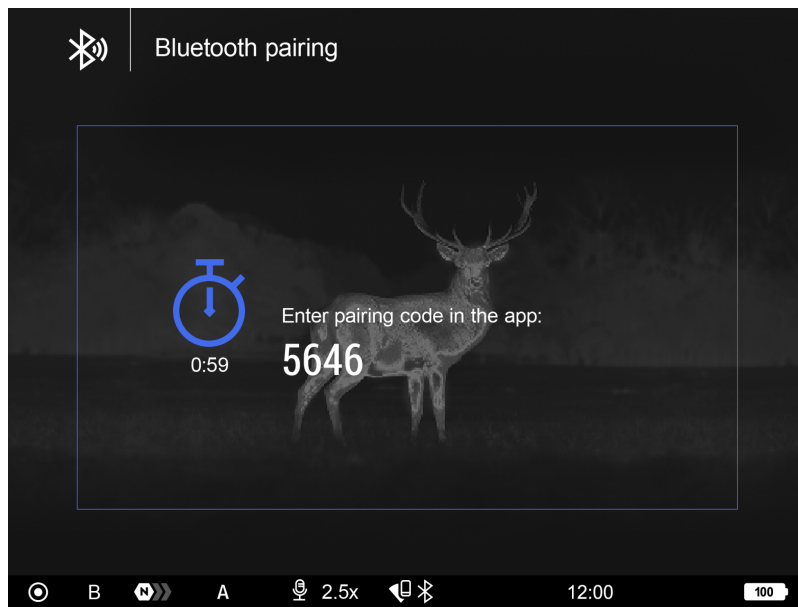 Bluetooth pairing
Enter pairing code in the app:
5646
0:59
B N A 2.5x 12:00 100